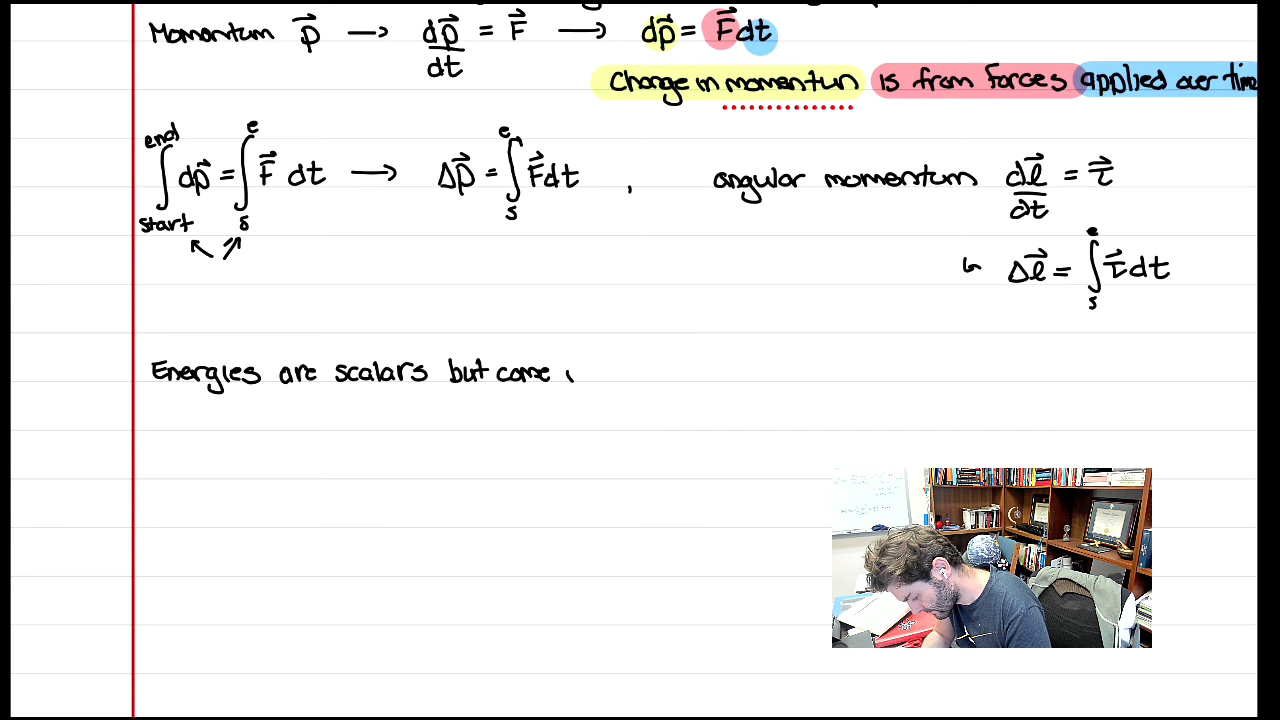 Momentum p⃗ → dp⃗/dt = F⃗ → dp⃗ = F⃗dt
Change in momentum is from forces applied over time
∫ start end dp⃗ = ∫ s e F⃗ dt → Δp⃗ = ∫ s e F⃗dt , angular momentum dℓ⃗/dt = τ⃗
↳ Δℓ⃗ = ∫ s e τ⃗dt
Energies are scalars but come